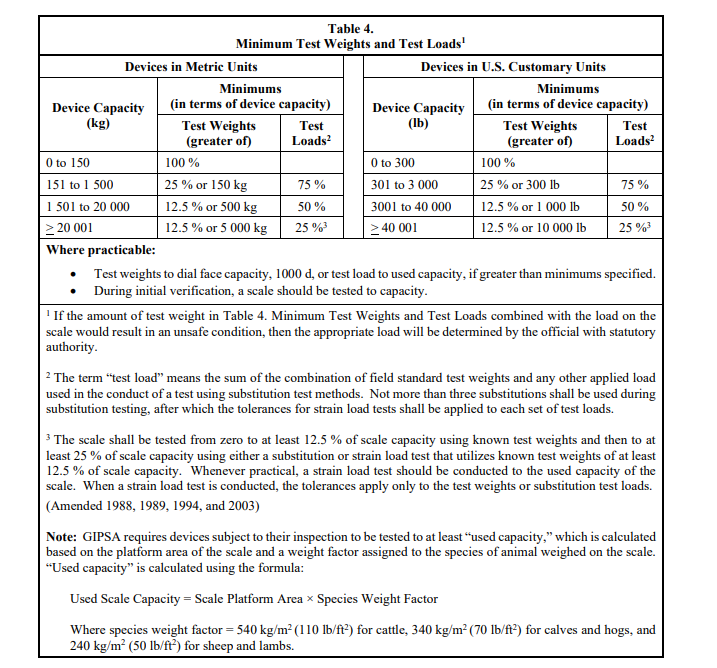 Table 4.
Minimum Test Weights and Test Loads¹
Devices in Metric Units Devices in U.S. Customary Units
Device Capacity (kg) Minimums (in terms of device capacity) Device Capacity (lb) Minimums (in terms of device capacity)
Test Weights (greater of) Test Loads² Test Weights (greater of) Test Loads²
0 to 150 100 % 0 to 300 100 %
151 to 1 500 25 % or 150 kg 75 % 301 to 3 000 25 % or 300 lb 75 %
1 501 to 20 000 12.5 % or 500 kg 50 % 3001 to 40 000 12.5 % or 1 000 lb 50 %
≥ 20 001 12.5 % or 5 000 kg 25 %³ ≥ 40 001 12.5 % or 10 000 lb 25 %³
Where practicable:
• Test weights to dial face capacity, 1000 d, or test load to used capacity, if greater than minimums specified.
• During initial verification, a scale should be tested to capacity.
¹ If the amount of test weight in Table 4. Minimum Test Weights and Test Loads combined with the load on the
scale would result in an unsafe condition, then the appropriate load will be determined by the official with statutory
authority.
² The term “test load” means the sum of the combination of field standard test weights and any other applied load
used in the conduct of a test using substitution test methods. Not more than three substitutions shall be used during
substitution testing, after which the tolerances for strain load tests shall be applied to each set of test loads.
³ The scale shall be tested from zero to at least 12.5 % of scale capacity using known test weights and then to at
least 25 % of scale capacity using either a substitution or strain load test that utilizes known test weights of at least
12.5 % of scale capacity. Whenever practical, a strain load test should be conducted to the used capacity of the
scale. When a strain load test is conducted, the tolerances apply only to the test weights or substitution test loads.
(Amended 1988, 1989, 1994, and 2003)
Note: GIPSA requires devices subject to their inspection to be tested to at least “used capacity,” which is calculated
based on the platform area of the scale and a weight factor assigned to the species of animal weighed on the scale.
“Used capacity” is calculated using the formula:
Used Scale Capacity = Scale Platform Area × Species Weight Factor
Where species weight factor = 540 kg/m² (110 lb/ft²) for cattle, 340 kg/m² (70 lb/ft²) for calves and hogs, and
240 kg/m² (50 lb/ft²) for sheep and lambs.